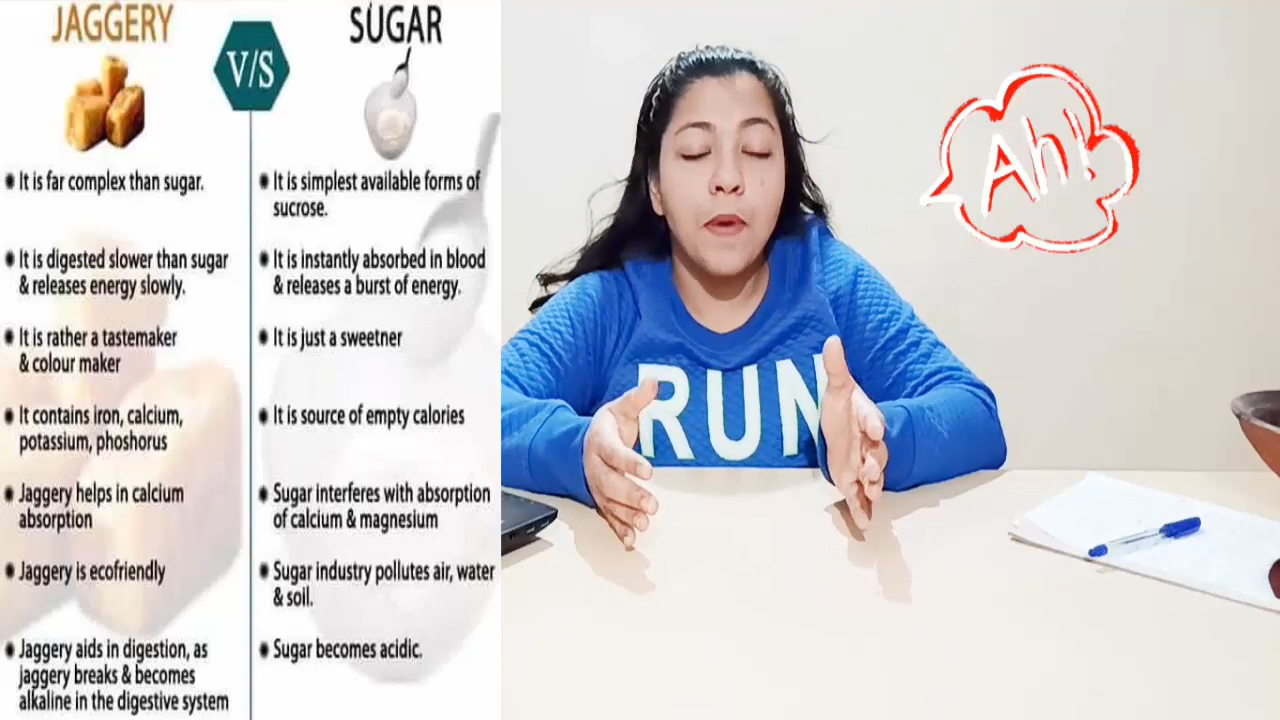 JAGGERY
V/S
SUGAR
It is far complex than sugar.
It is digested slower than sugar
& releases energy slowly.
It is rather a tastemaker
& colour maker
It contains iron, calcium,
potassium, phoshorus
Jaggery helps in calcium
absorption
Jaggery is ecofriendly
Jaggery aids in digestion, as
jaggery breaks & becomes
alkaline in the digestive system
It is simplest available forms of
sucrose.
It is instantly absorbed in blood
& releases a burst of energy.
It is just a sweetner
It is source of empty calories
Sugar interferes with absorption
of calcium & magnesium
Sugar industry pollutes air, water
& soil.
Sugar becomes acidic.
Ah!
RUN